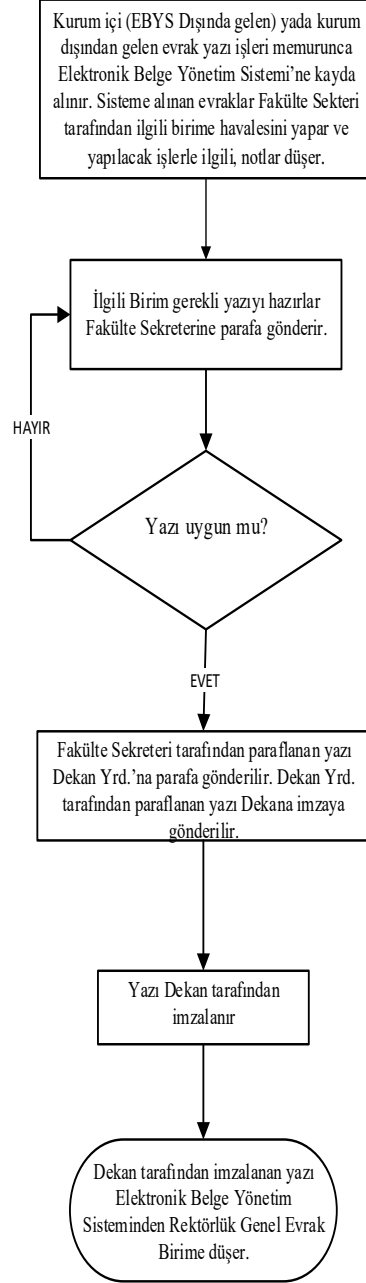 Kurum içi (EBYS Dışında gelen) yada kurum
dışından gelen evrak yazı işleri memurunca
Elektronik Belge Yönetim Sistemi’ne kayda
alınır. Sisteme alınan evraklar Fakülte Sekteri
tarafından ilgili birime havalesini yapar ve
yapılacak işlerle ilgili, notlar düşer.
İlgili Birim gerekli yazıyı hazırlar
Fakülte Sekreterine parafa gönderir.
HAYIR
Yazı uygun mu?
EVET
Fakülte Sekreteri tarafından paraflanan yazı
Dekan Yrd.’na parafa gönderilir. Dekan Yrd.
tarafından paraflanan yazı Dekana imzaya
gönderilir.
Yazı Dekan tarafından
imzalanır
Dekan tarafından imzalanan yazı
Elektronik Belge Yönetim
Sisteminden Rektörlük Genel Evrak
Birime düşer.